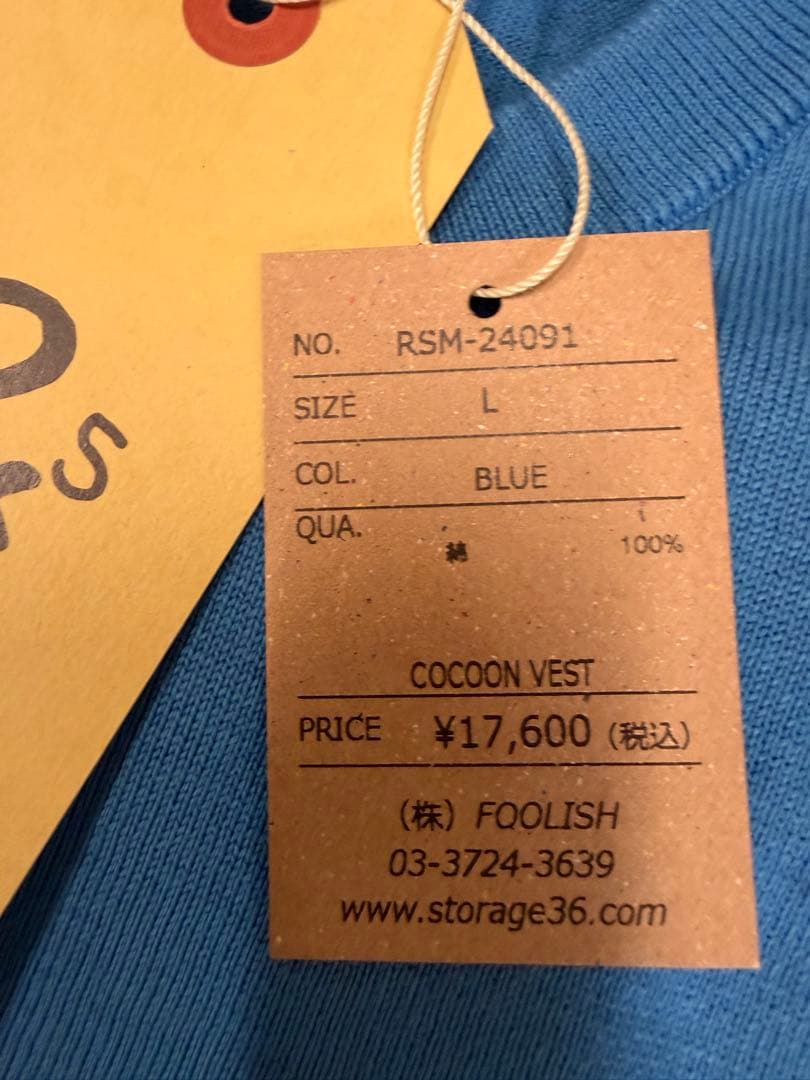 NO. RSM-24091
SIZE L
COL. BLUE
QUA. 綿 100%
COCOON VEST
PRICE ¥17,600 (税込)
(株) FOOLISH
03-3724-3639
www.storage36.com